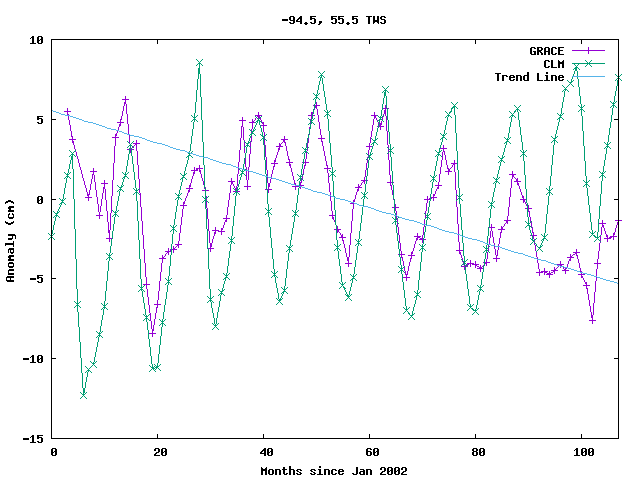 -94.5, 55.5 TWS
GRACE
CLM
Trend Line
10
5
0
-5
-10
-15
Anomaly (cm)
0 20 40 60 80 100
Months since Jan 2002